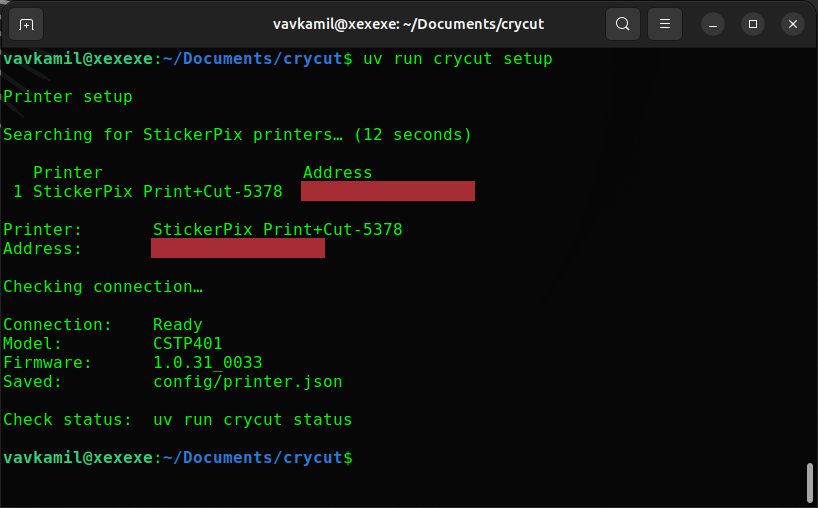 vavkamil@xexexe: ~/Documents/crycut
vavkamil@xexexe:~/Documents/crycut$ uv run crycut setup
Printer setup
Searching for StickerPix printers… (12 seconds)
Printer Address
1 StickerPix Print+Cut-5378
Printer: StickerPix Print+Cut-5378
Address:
Checking connection…
Connection: Ready
Model: CSTP401
Firmware: 1.0.31_0033
Saved: config/printer.json
Check status: uv run crycut status
vavkamil@xexexe:~/Documents/crycut$